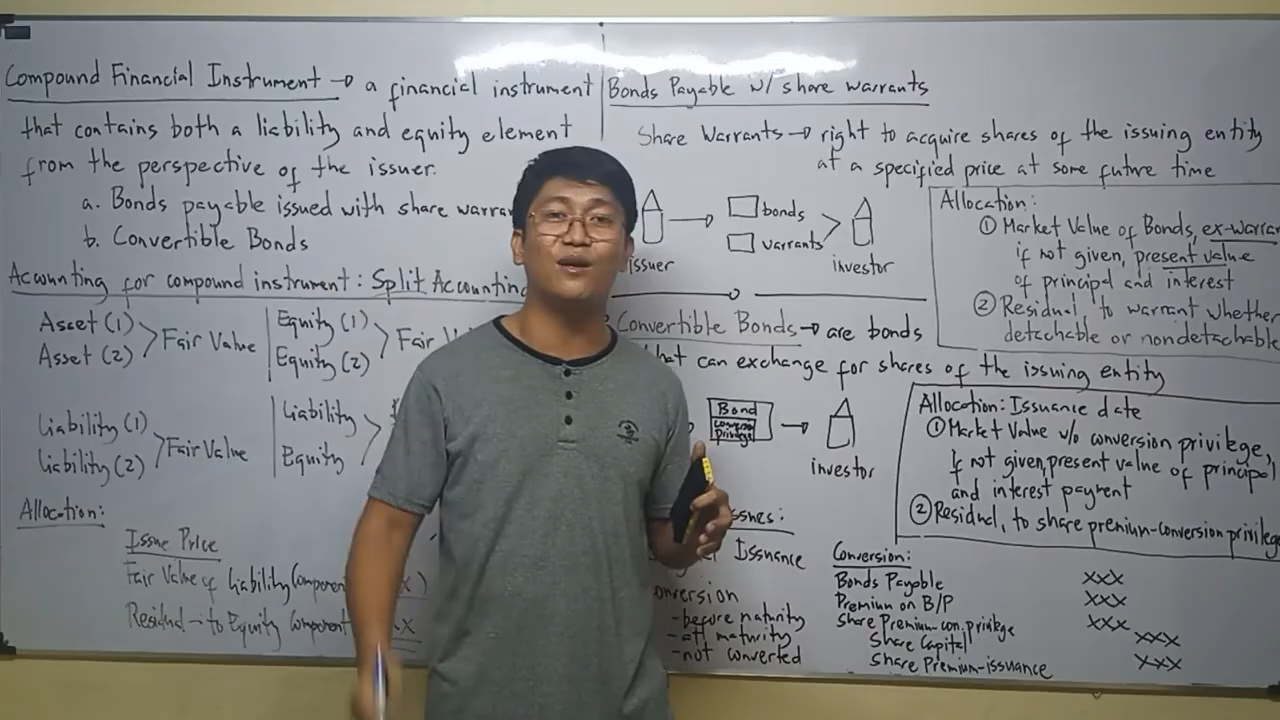 Compound Financial Instrument → a financial instrument
that contains both a liability and equity element
from the perspective of the issuer.
a. Bonds payable issued with share warran
b. Convertible Bonds
Accounting for compound instrument: Split Accounting
Asset (1)
Asset (2)
Fair Value
Equity (1)
Equity (2)
Fair
Liability (1)
Liability (2)
Fair Value
Liability
Equity
Allocation:
Issue Price
Fair Value of Liability Componen x)
Residual → to Equity Component xx
Bonds Payable w/ share warrants
Share Warrants → right to acquire shares of the issuing entity
at a specified price at some future time
issuer
bonds
warrants
investor
Allocation:
① Market Value of Bonds, ex-warran
if not given, present value
of principal and interest
② Residual, to warrant whether
detachable or nondetachable
Convertible Bonds → are bonds
that can exchange for shares of the issuing entity
Bond
Conversion
Privilege
investor
Allocation: Issuance date
① Market Value w/o conversion privilege,
If not given, present value of principal
and interest payment
② Residual, to share premium-conversion privilege
ssues:
Issuance
onversion
- before maturity
- at maturity
- not converted
Conversion:
Bonds Payable xxx
Premium on B/P xxx
Share Premium con. privilege xxx
Share Capital xxx
Share Premium-issuance xxx